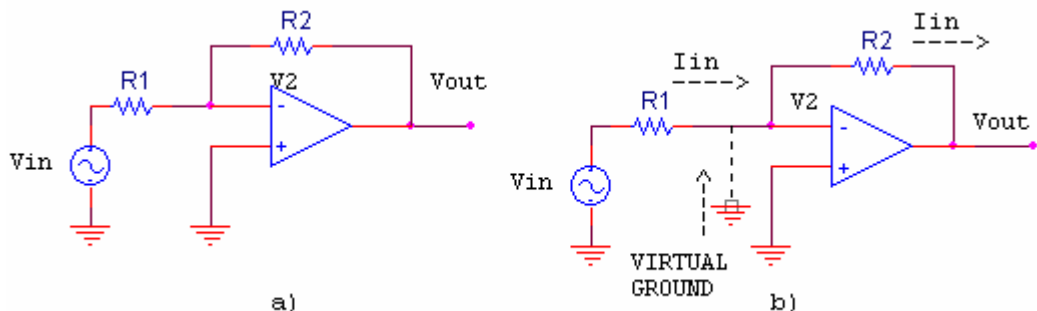 R2
R1
V2
Vout
-
+
Vin
a)
Iin
R2
Iin
R1
V2
Vout
-
+
Vin
VIRTUAL
GROUND
b)